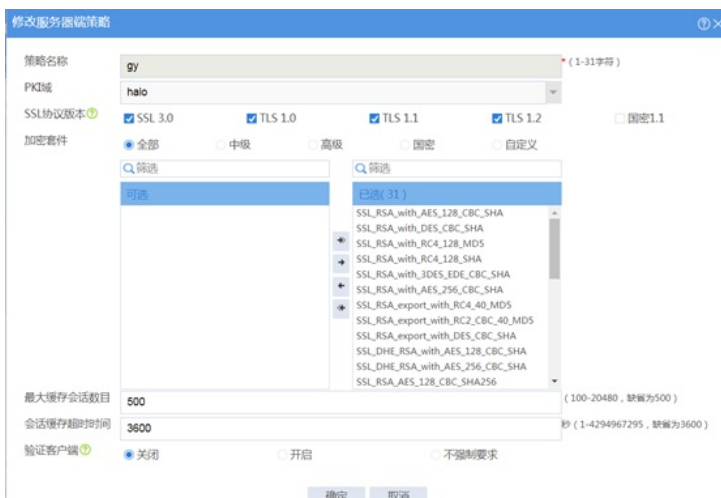 修改服务器端策略
策略名称 gy *(1-31字符)
PKI域 halo
SSL协议版本 SSL 3.0 TLS 1.0 TLS 1.1 TLS 1.2 国密1.1
加密套件 全部 中级 高级 国密 自定义
筛选 筛选
可选 已选(31)
SSL_RSA_with_AES_128_CBC_SHA
SSL_RSA_with_DES_CBC_SHA
SSL_RSA_with_RC4_128_MD5
SSL_RSA_with_RC4_128_SHA
SSL_RSA_with_3DES_EDE_CBC_SHA
SSL_RSA_with_AES_256_CBC_SHA
SSL_RSA_export_with_RC4_40_MD5
SSL_RSA_export_with_RC2_CBC_40_MD5
SSL_RSA_export_with_DES_CBC_SHA
SSL_DHE_RSA_with_AES_128_CBC_SHA
SSL_DHE_RSA_with_AES_256_CBC_SHA
SSL_RSA_AES_128_CBC_SHA256
最大缓存会话数目 500 (100-20480,缺省为500)
会话缓存超时时间 3600 秒(1-4294967295,缺省为3600)
验证客户端 关闭 开启 不强制要求
确定 取消